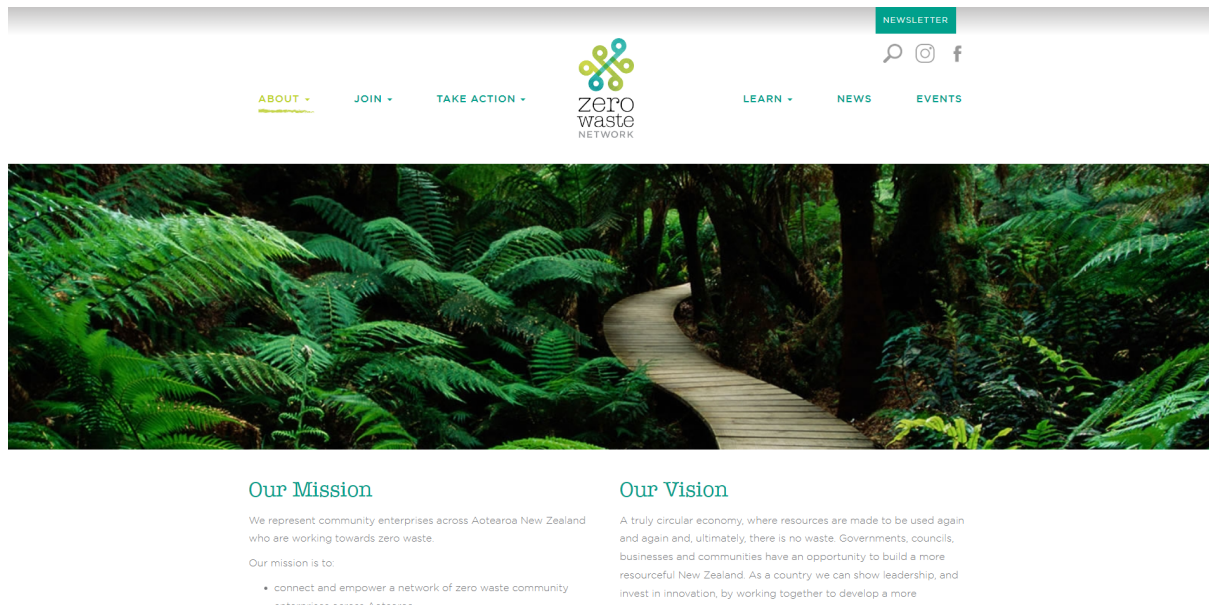 NEWSLETTER
ABOUT
JOIN
TAKE ACTION
zero
waste
NETWORK
LEARN
NEWS
EVENTS
Our Mission
We represent community enterprises across Aotearoa New Zealand
who are working towards zero waste.
Our mission is to:
• connect and empower a network of zero waste community
enterprises across Aotearoa
Our Vision
A truly circular economy, where resources are made to be used again
and again and, ultimately, there is no waste. Governments, councils,
businesses and communities have an opportunity to build a more
resourceful New Zealand. As a country we can show leadership, and
invest in innovation, by working together to develop a more